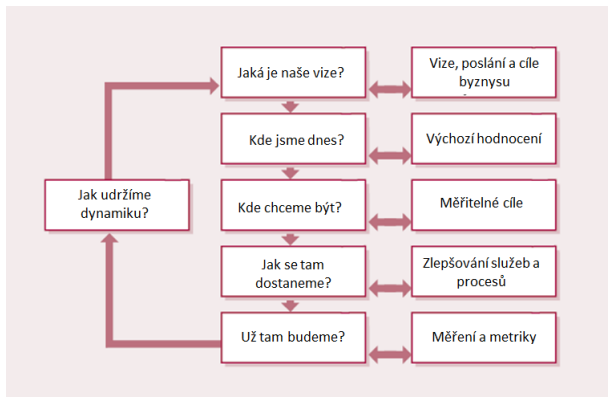 Jaká je naše vize?
Vize, poslání a cíle
byznysu
Kde jsme dnes?
Výchozí hodnocení
Jak udržíme
dynamiku?
Kde chceme být?
Měřitelné cíle
Jak se tam
dostaneme?
Zlepšování služeb a
procesů
Už tam budeme?
Měření a metriky